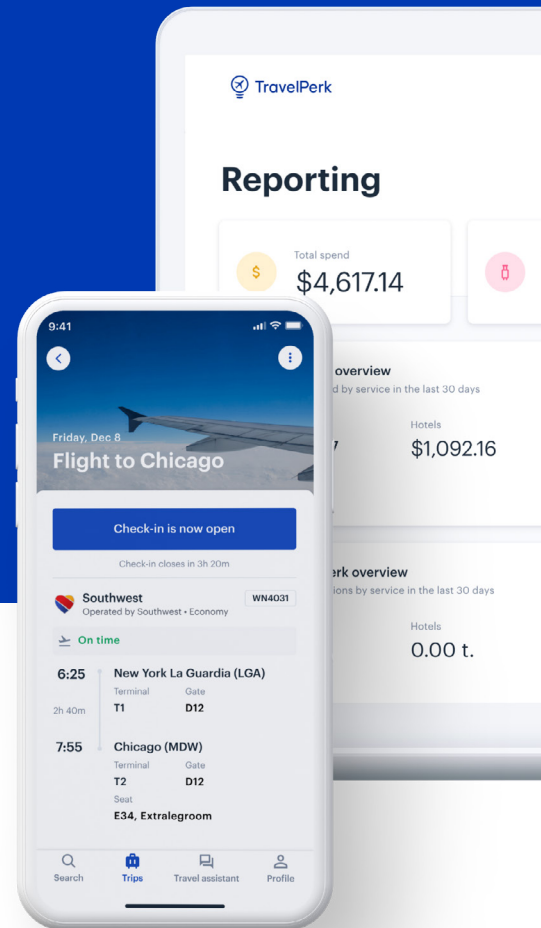 TravelPerk
Reporting
Total spend
$4,617.14
overview
d by service in the last 30 days
Hotels
$1,092.16
overview
ions by service in the last 30 days
Hotels
0.00 t.
9:41
Friday, Dec 8
Flight to Chicago
Check-in is now open
Check-in closes in 3h 20m
Southwest
WN4031
Operated by Southwest • Economy
On time
6:25 New York La Guardia (LGA)
Terminal Gate
2h 40m T1 D12
7:55 Chicago (MDW)
Terminal Gate
T2 D12
Seat
E34, Extralegroom
Search Trips Travel assistant Profile